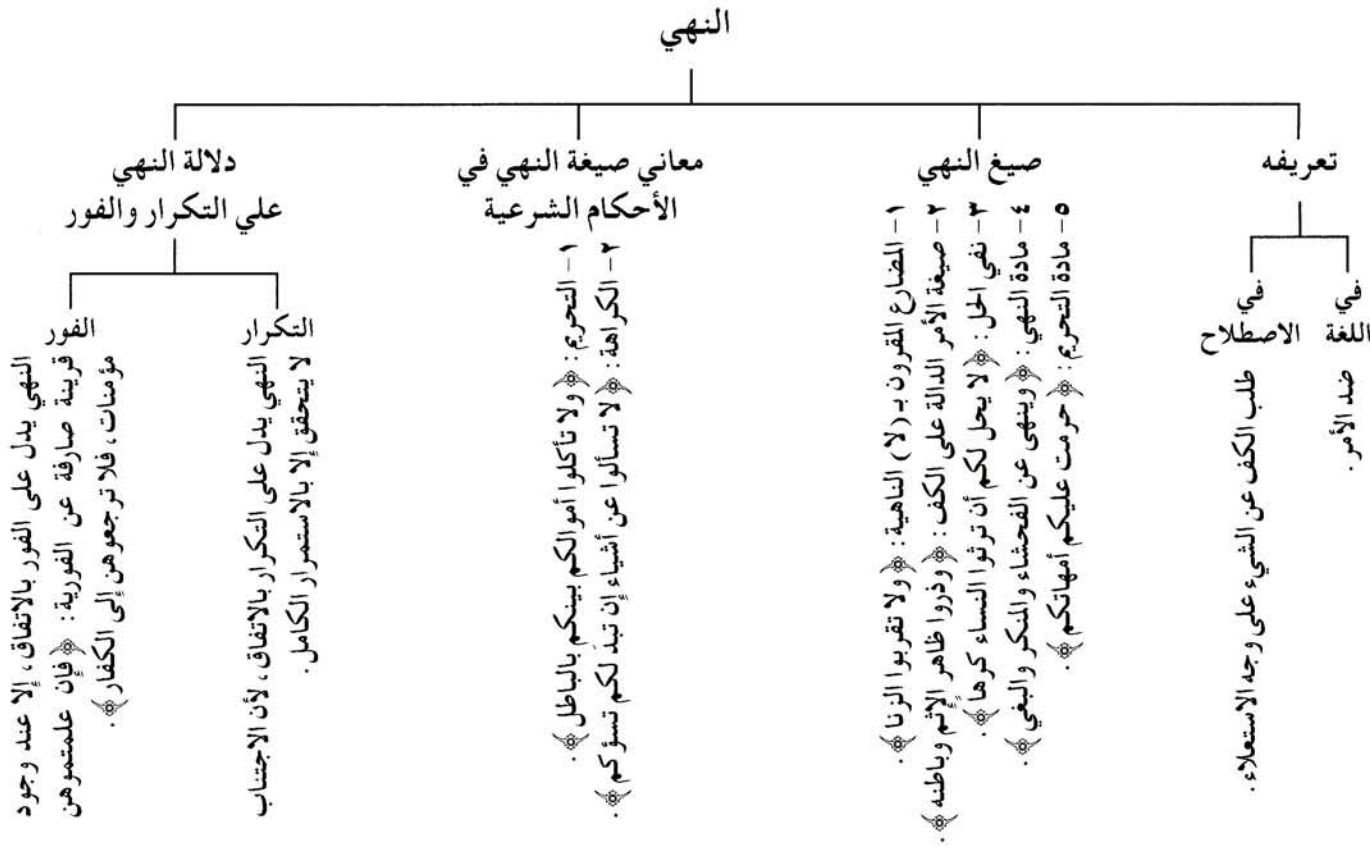 النهي
تعريفه
في
اللغة
ضد الأمر.
في
الاصطلاح
طلب الكف عن الشيء على وجه الاستعلاء.
صيغ النهي
١ – المضارع المقرون بـ (لا) الناهية: ﴿ولا تقربوا الزنا﴾.
٢ – صيغة الأمر الدالة على الكف: ﴿وذروا ظاهر الإثم وباطنه﴾.
٣ – نفي الحل: ﴿لا يحل لكم أن ترثوا النساء كرهاً﴾.
٤ – مادة النهي: ﴿وينهى عن الفحشاء والمنكر والبغي﴾.
٥ – مادة التحريم: ﴿حرمت عليكم أمهاتكم﴾.
معاني صيغة النهي في
الأحكام الشرعية
١ – التحريم: ﴿ولا تأكلوا أموالكم بينكم بالباطل﴾.
٢ – الكراهة: ﴿لا تسألوا عن أشياء إن تبدَ لكم تسؤكم﴾.
دلالة النهي
علي التكرار والفور
التكرار
النهي يدل على التكرار بالاتفاق، لأن الاجتناب
لا يتحقق إلا بالاستمرار الكامل.
الفور
النهي يدل على الفور بالاتفاق، إلا عند وجود
قرينة صارفة عن الفورية: ﴿فإن علمتموهن
مؤمنات، فلا ترجعوهن إلى الكفار﴾.